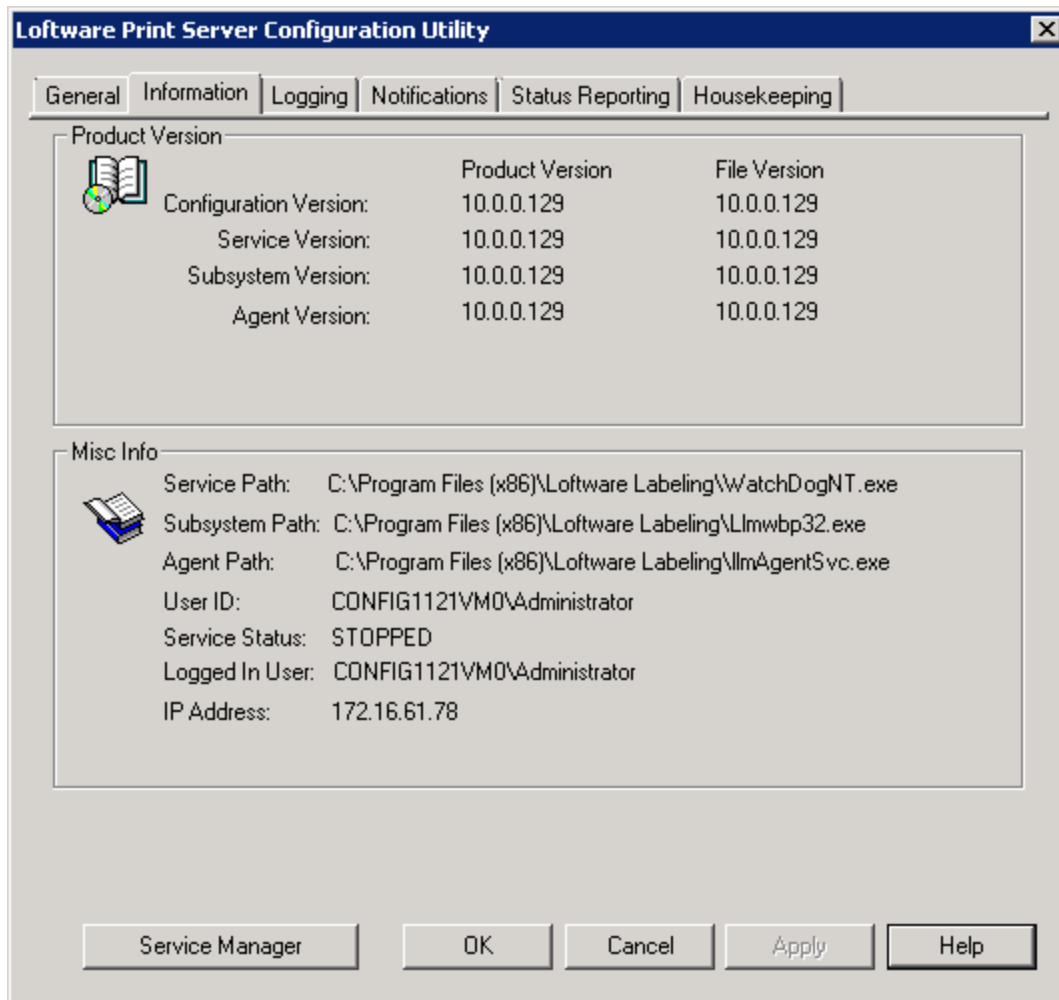 Loftware Print Server Configuration Utility
General Information Logging Notifications Status Reporting Housekeeping
Product Version
Product Version File Version
Configuration Version: 10.0.0.129 10.0.0.129
Service Version: 10.0.0.129 10.0.0.129
Subsystem Version: 10.0.0.129 10.0.0.129
Agent Version: 10.0.0.129 10.0.0.129
Misc Info
Service Path: C:\Program Files (x86)\Loftware Labeling\WatchDogNT.exe
Subsystem Path: C:\Program Files (x86)\Loftware Labeling\Llmwbp32.exe
Agent Path: C:\Program Files (x86)\Loftware Labeling\llmAgentSvc.exe
User ID: CONFIG1121VM0\Administrator
Service Status: STOPPED
Logged In User: CONFIG1121VM0\Administrator
IP Address: 172.16.61.78
Service Manager OK Cancel Apply Help